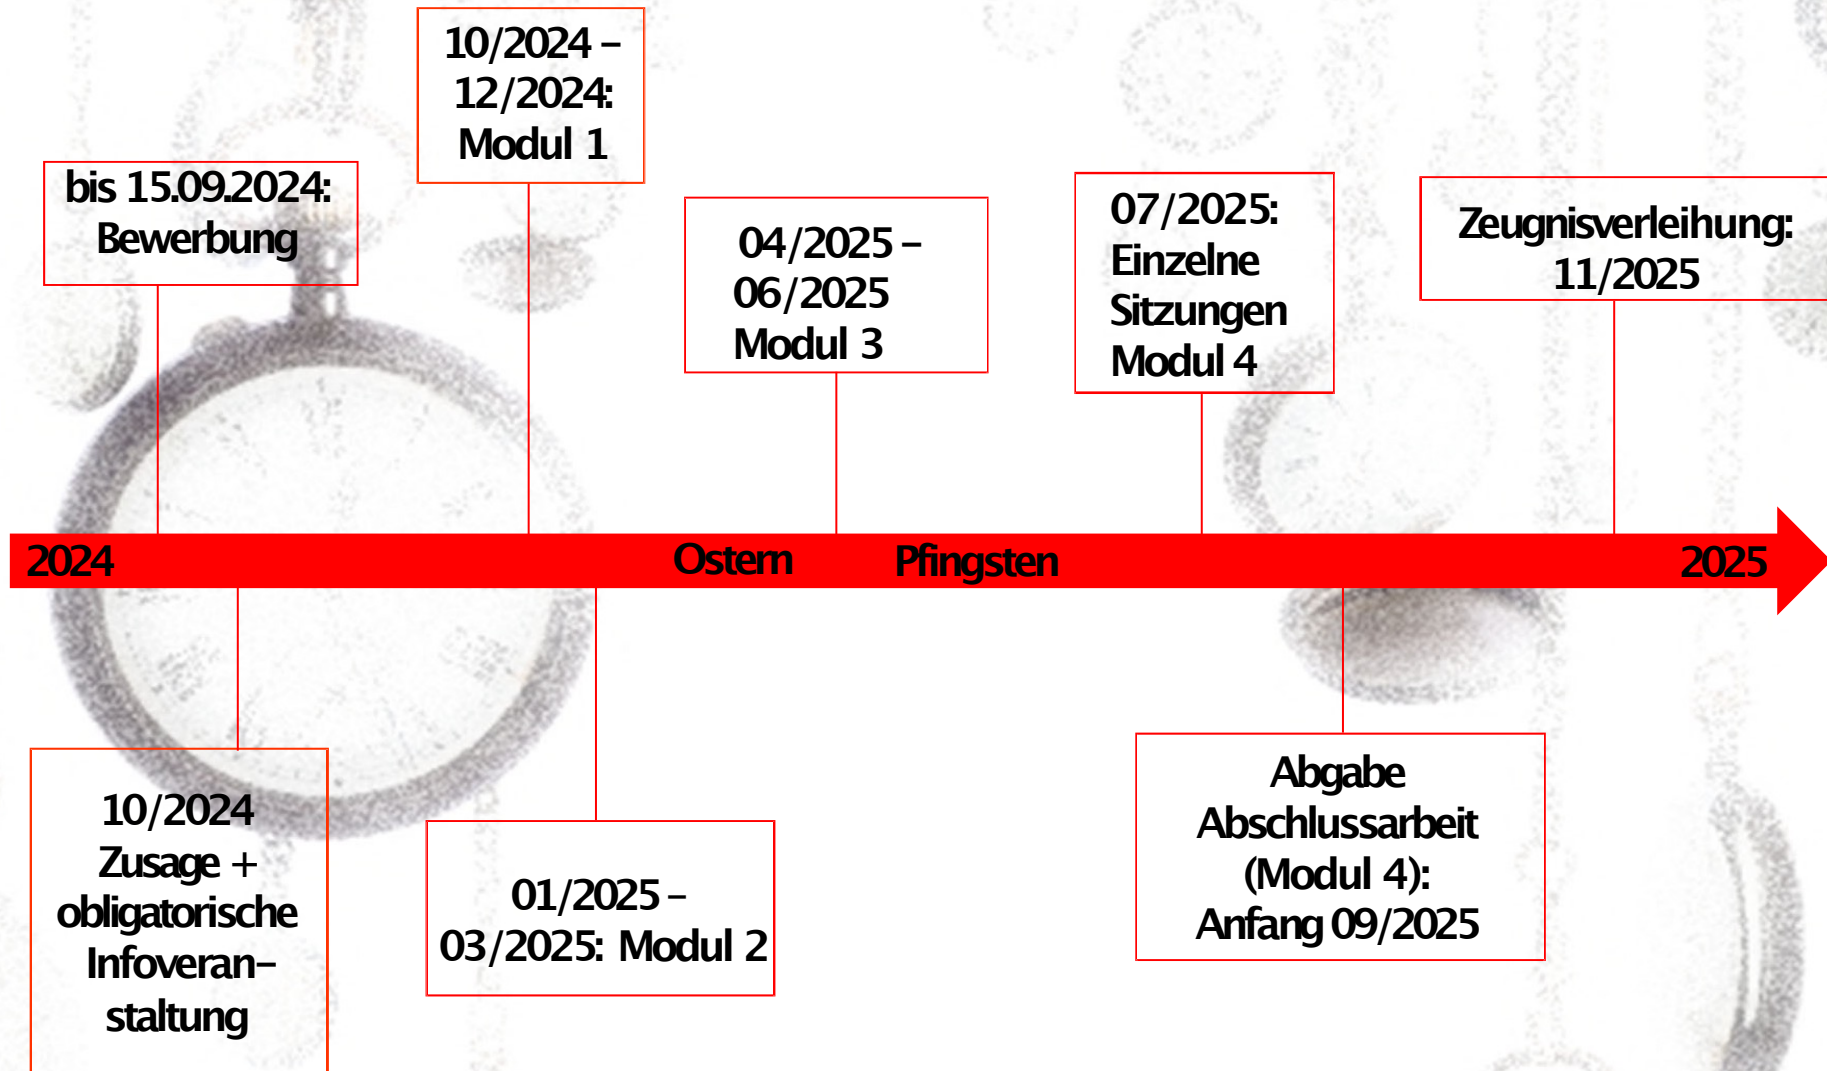 10/2024 –
12/2024:
Modul 1
bis 15.09.2024:
Bewerbung
04/2025 –
06/2025
Modul 3
07/2025:
Einzelne
Sitzungen
Modul 4
Zeugnisverleihung:
11/2025
2024
Ostern
Pfingsten
2025
10/2024
Zusage +
obligatorische
Infoveran-
staltung
01/2025 –
03/2025: Modul 2
Abgabe
Abschlussarbeit
(Modul 4):
Anfang 09/2025